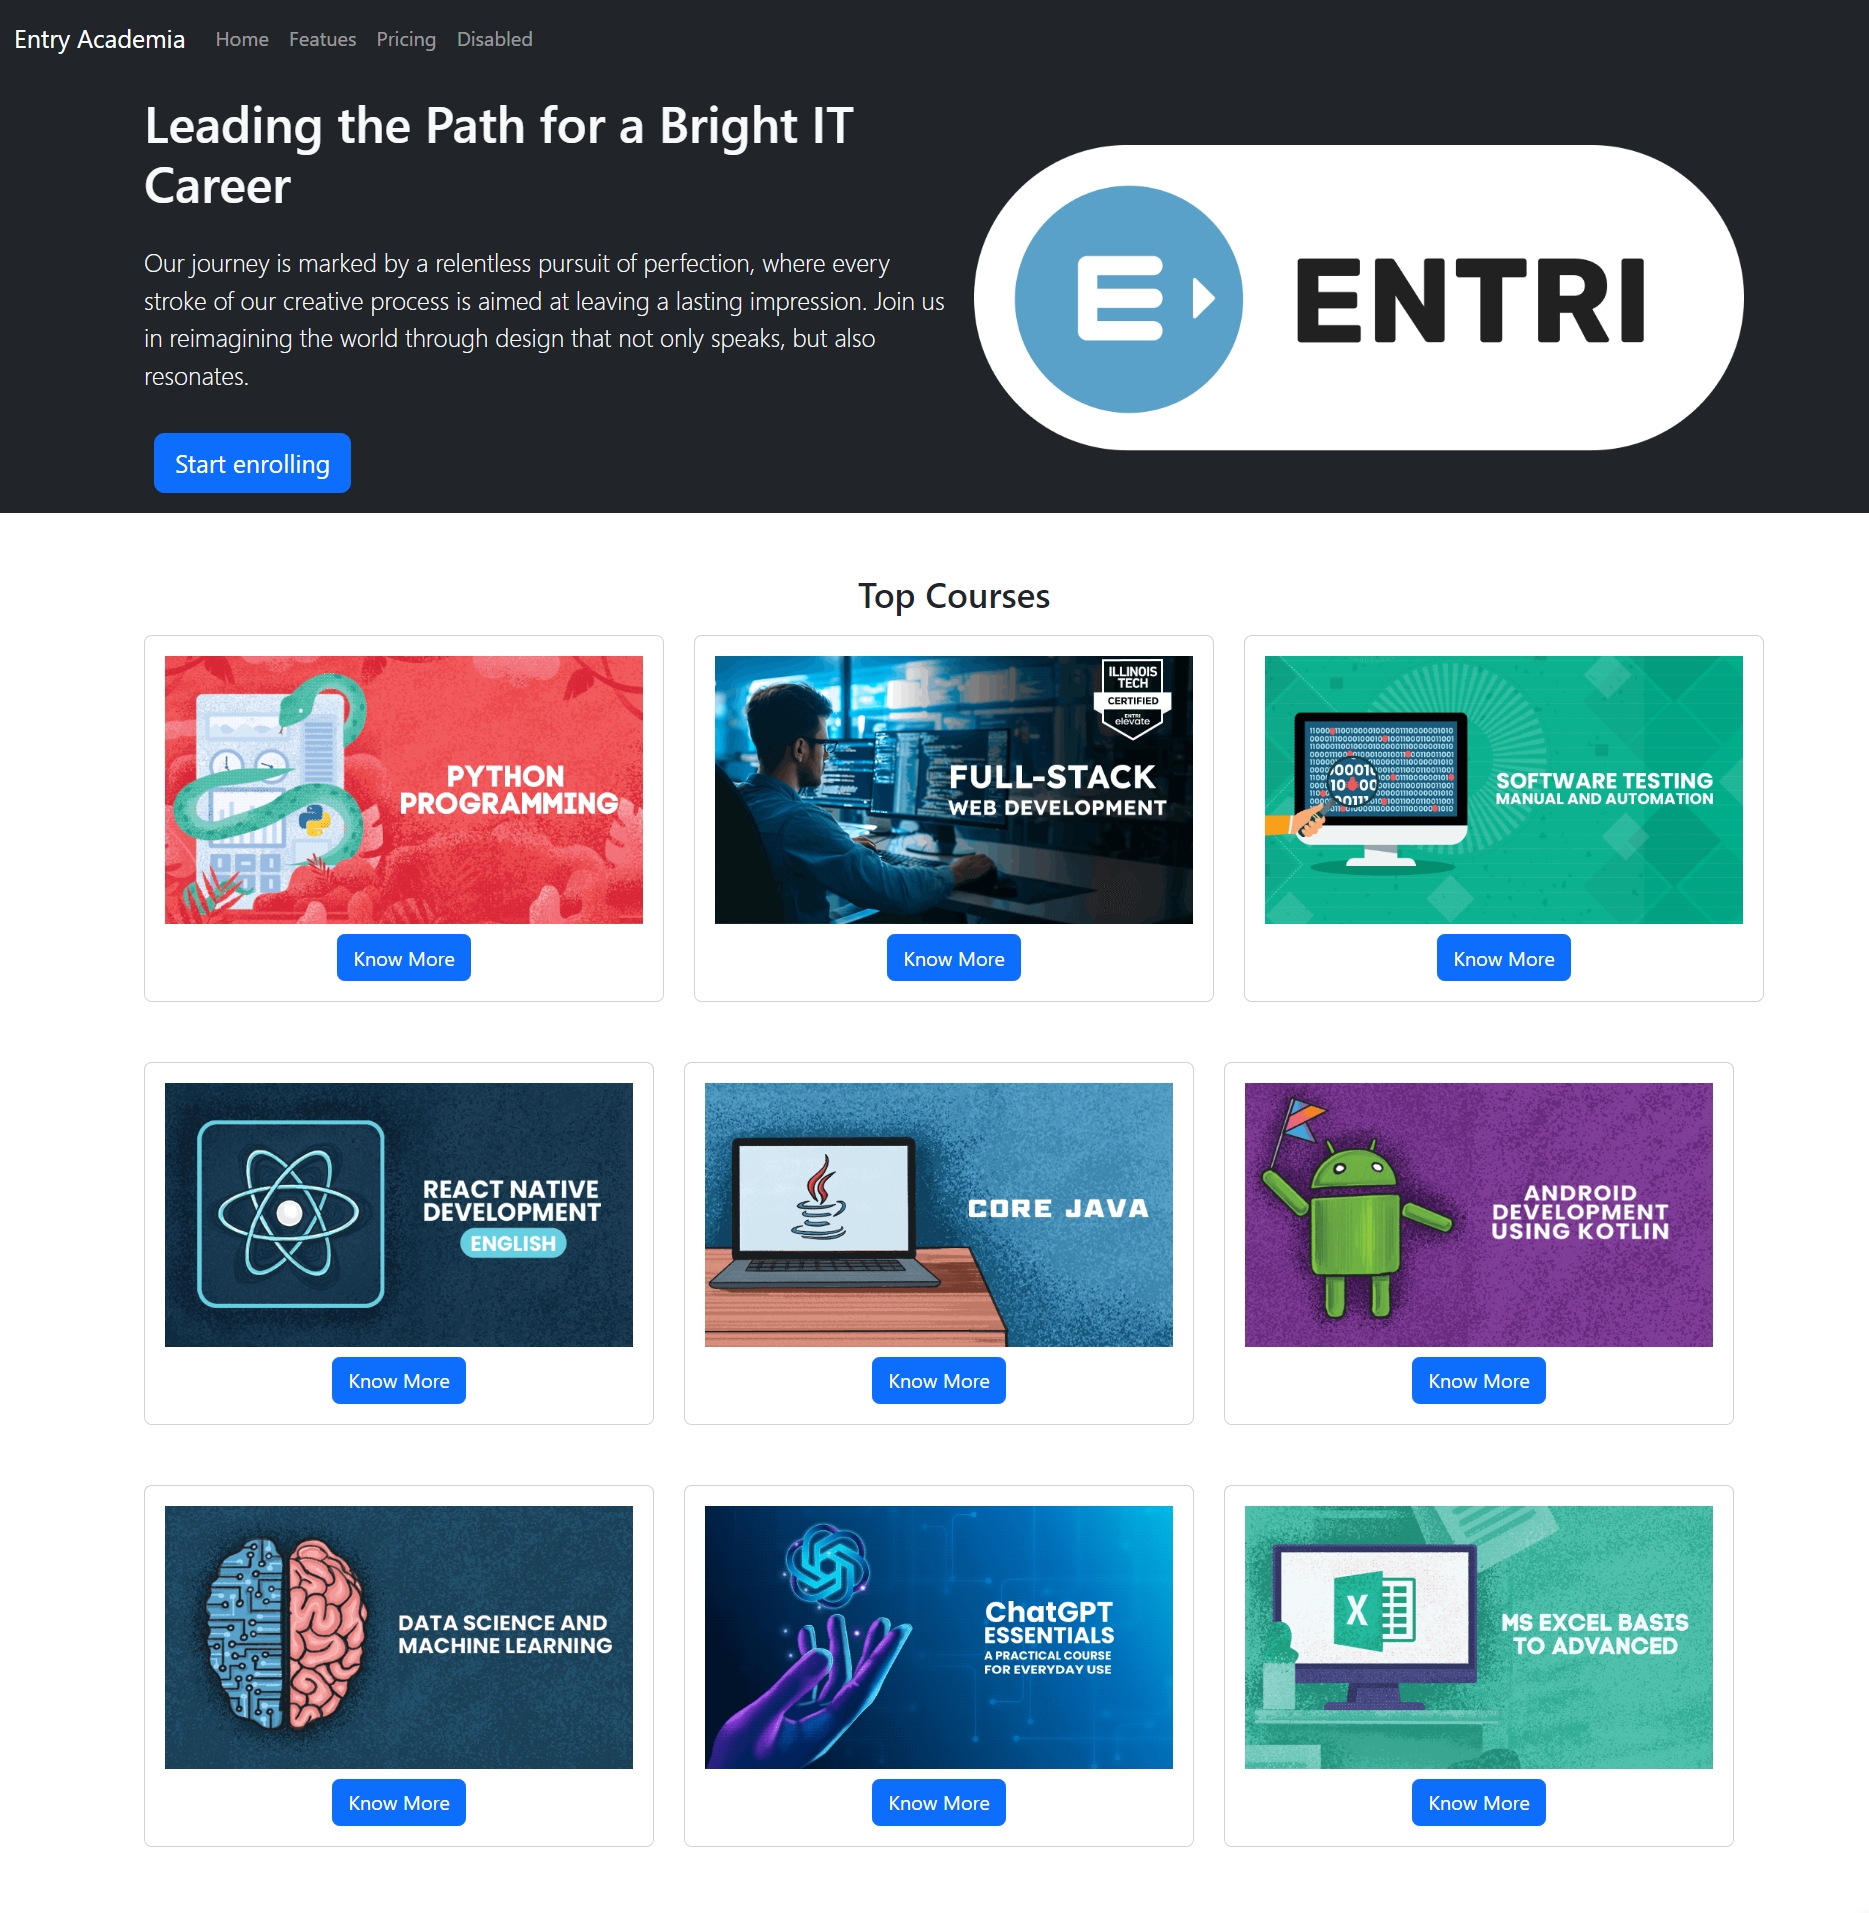 Entry Academia Home Featues Pricing Disabled
Leading the Path for a Bright IT
Career
Our journey is marked by a relentless pursuit of perfection, where every
stroke of our creative process is aimed at leaving a lasting impression. Join us
in reimagining the world through design that not only speaks, but also
resonates.
Start enrolling
E ENTRI
Top Courses
PYTHON
PROGRAMMING
Know More
ILLINOIS
TECH
CERTIFIED
ENTRI
elevate
FULL-STACK
WEB DEVELOPMENT
Know More
SOFTWARE TESTING
MANUAL AND AUTOMATION
Know More
REACT NATIVE
DEVELOPMENT
ENGLISH
Know More
CORE JAVA
Know More
ANDROID
DEVELOPMENT
USING KOTLIN
Know More
DATA SCIENCE AND
MACHINE LEARNING
Know More
ChatGPT
ESSENTIALS
A PRACTICAL COURSE
FOR EVERYDAY USE
Know More
X
MS EXCEL BASIS
TO ADVANCED
Know More